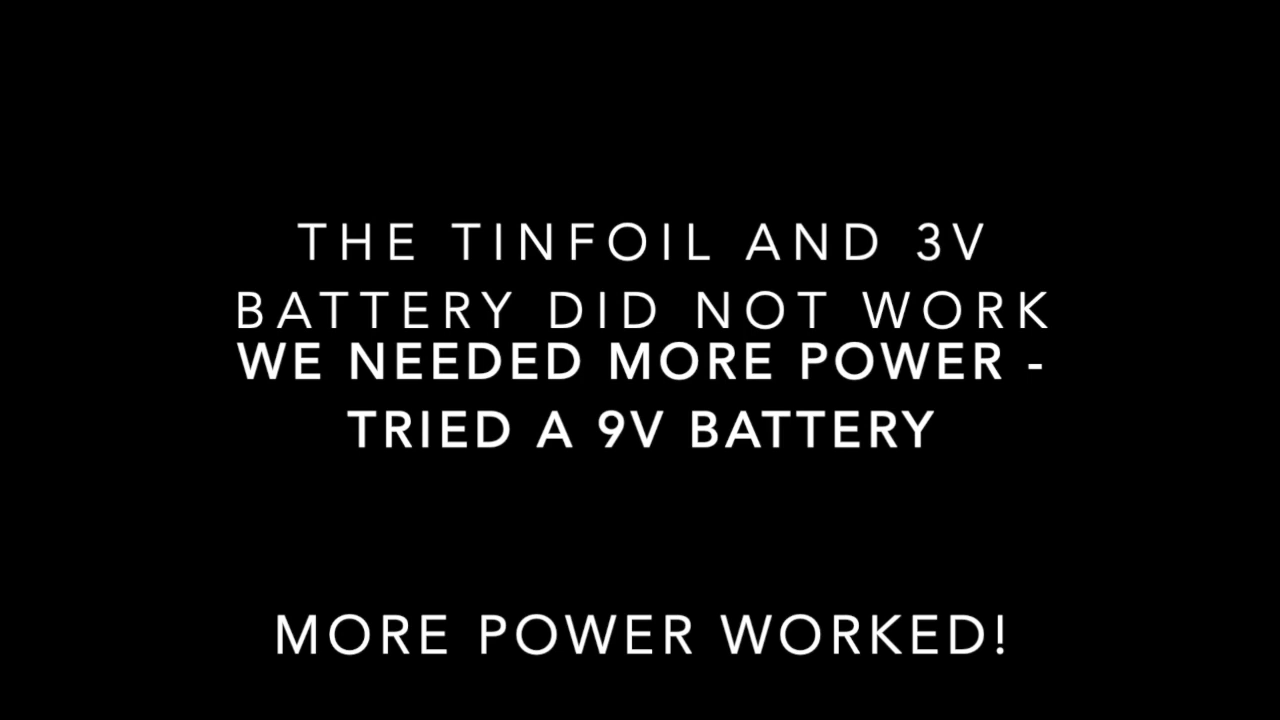 THE TINFOIL AND 3V
BATTERY DID NOT WORK
WE NEEDED MORE POWER -
TRIED A 9V BATTERY
MORE POWER WORKED!